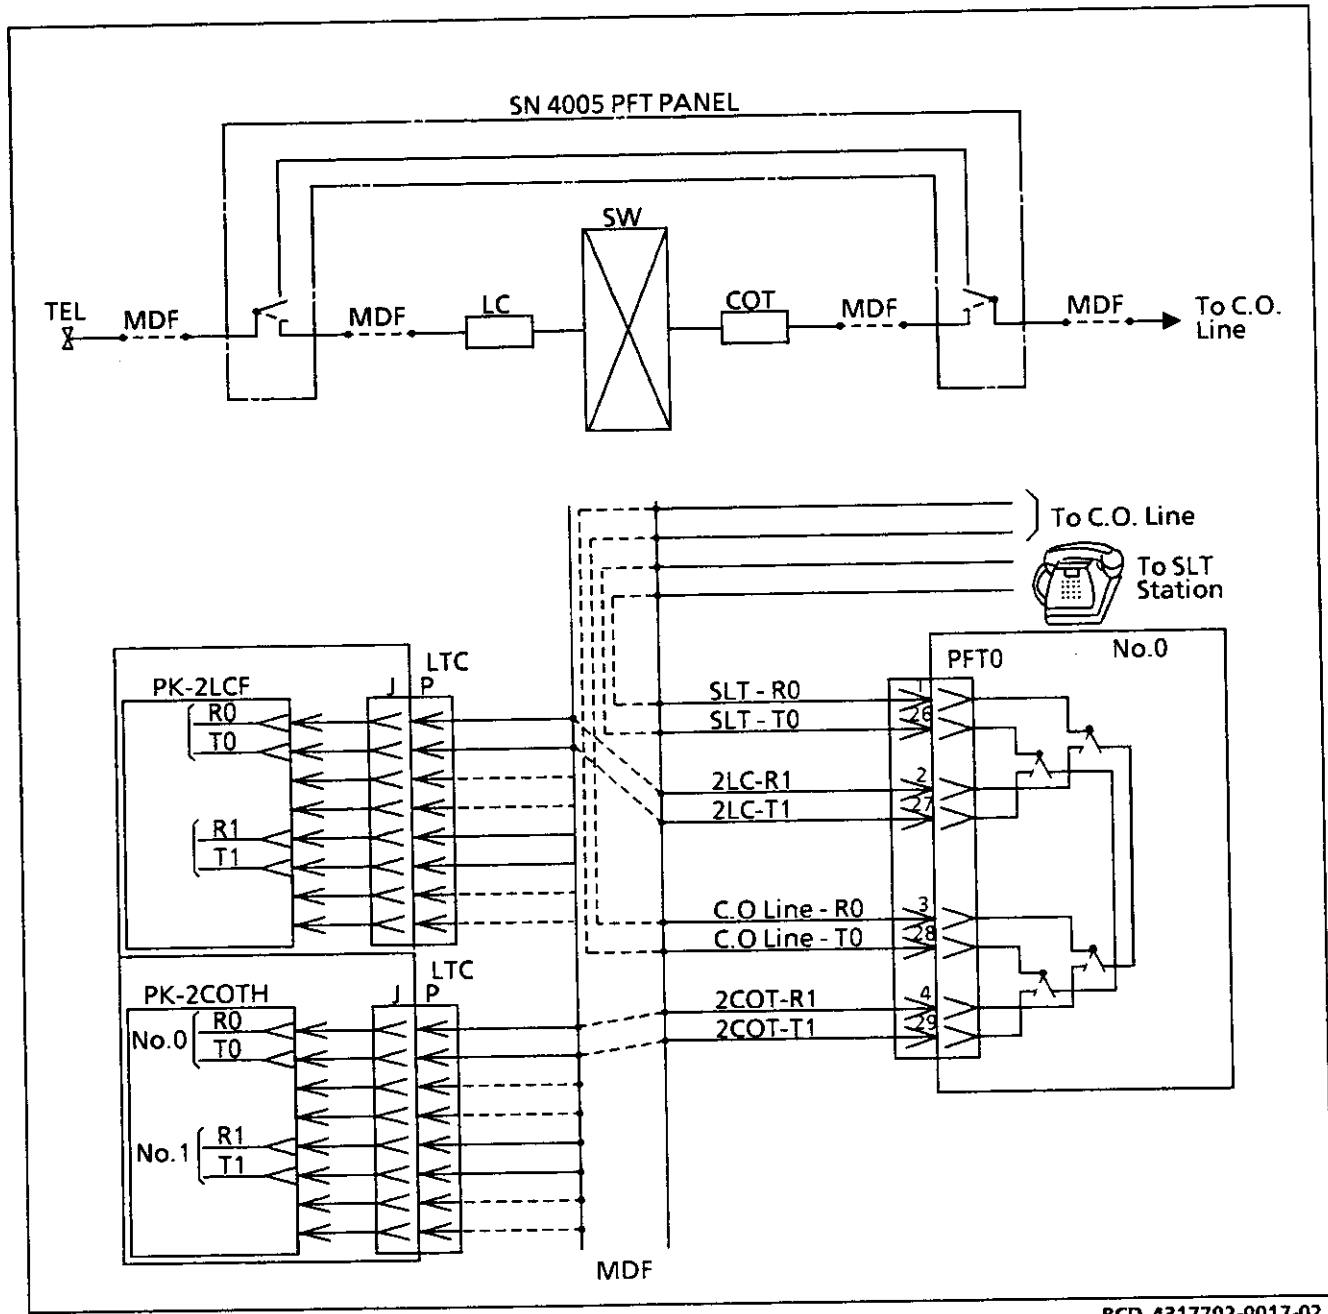 SN 4005 PFT PANEL
SW
TEL
MDF
MDF
LC
COT
MDF
MDF
To C.O.
Line
To C.O. Line
To SLT
Station
No.0
PFT0
LTC
J P
PK-2LCF
R0
T0
R1
T1
SLT - R0
1
SLT - T0
26
2LC-R1
2
2LC-T1
27
C.O Line - R0
3
C.O Line - T0
28
2COT-R1
4
2COT-T1
29
LTC
J P
PK-2COTH
No.0
R0
T0
No.1
R1
T1
MDF